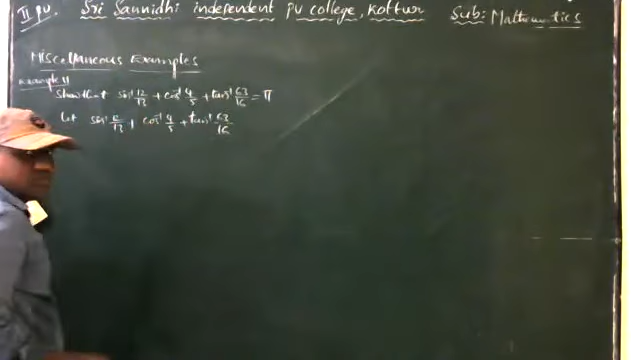 II PU. Sri Sannidhi independent PU college, Kottur Sub: Mathematics
Miscellaneous Examples
Example 11
Show that sin⁻¹ 12/13 + cos⁻¹ 4/5 + tan⁻¹ 63/16 = π
Let sin⁻¹ 12/13 + cos⁻¹ 4/5 + tan⁻¹ 63/16